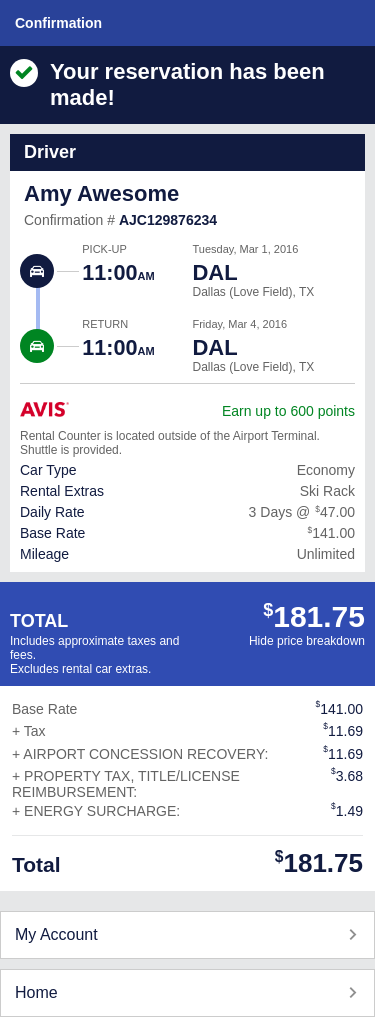 Confirmation
Your reservation has been
made!
Driver
Amy Awesome
Confirmation # AJC129876234
PICK-UP Tuesday, Mar 1, 2016
11:00AM DAL
Dallas (Love Field), TX
RETURN Friday, Mar 4, 2016
11:00AM DAL
Dallas (Love Field), TX
AVIS Earn up to 600 points
Rental Counter is located outside of the Airport Terminal.
Shuttle is provided.
Car Type Economy
Rental Extras Ski Rack
Daily Rate 3 Days @ $47.00
Base Rate $141.00
Mileage Unlimited
TOTAL $181.75
Includes approximate taxes and Hide price breakdown
fees.
Excludes rental car extras.
Base Rate $141.00
+ Tax $11.69
+ AIRPORT CONCESSION RECOVERY: $11.69
+ PROPERTY TAX, TITLE/LICENSE $3.68
REIMBURSEMENT:
+ ENERGY SURCHARGE: $1.49
Total $181.75
My Account
Home